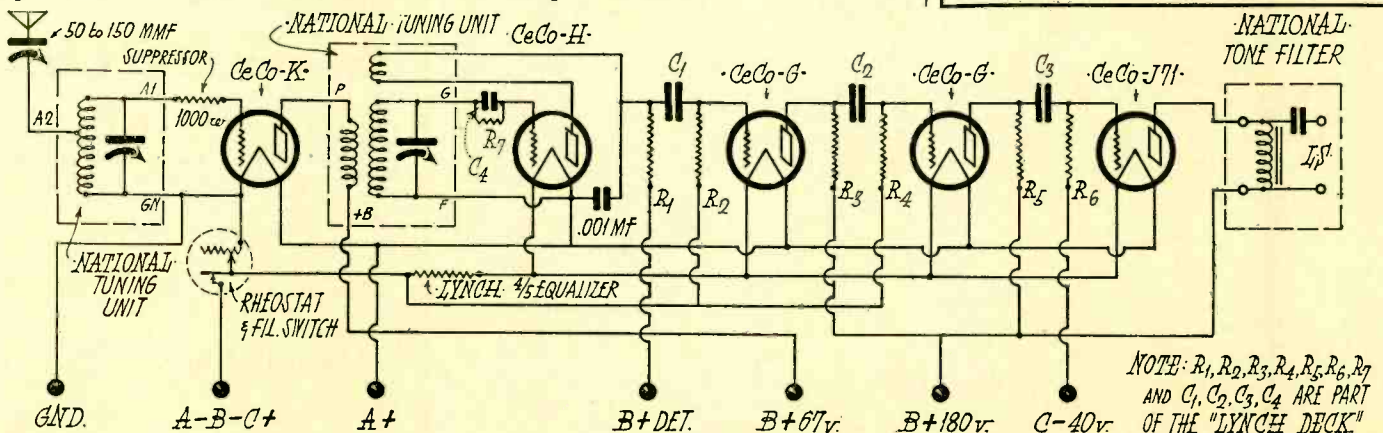 50 to 150 MMF
SUPPRESSOR
·NATIONAL·TUNING UNIT
CeCo-H-
CeCo-K-
A2
A1
1000 ω
GN
P
+B
G
R7
C4
F
.001 MF
C1
R1
R2
·CeCo-G·
C2
R3
R4
·CeCo-G·
C3
R5
R6
·CeCo-J71·
·NATIONAL·
TONE FILTER
L.S.
·NATIONAL·
TUNING
UNIT
RHEOSTAT
& FIL. SWITCH
LYNCH 4/5 EQUALIZER
GND.
A-B-C+
A+
B+DET.
B+67V.
B+180V.
C-40V.
NOTE: R1, R2, R3, R4, R5, R6, R7
AND C1, C2, C3, C4 ARE PART
OF THE "LYNCH DECK."